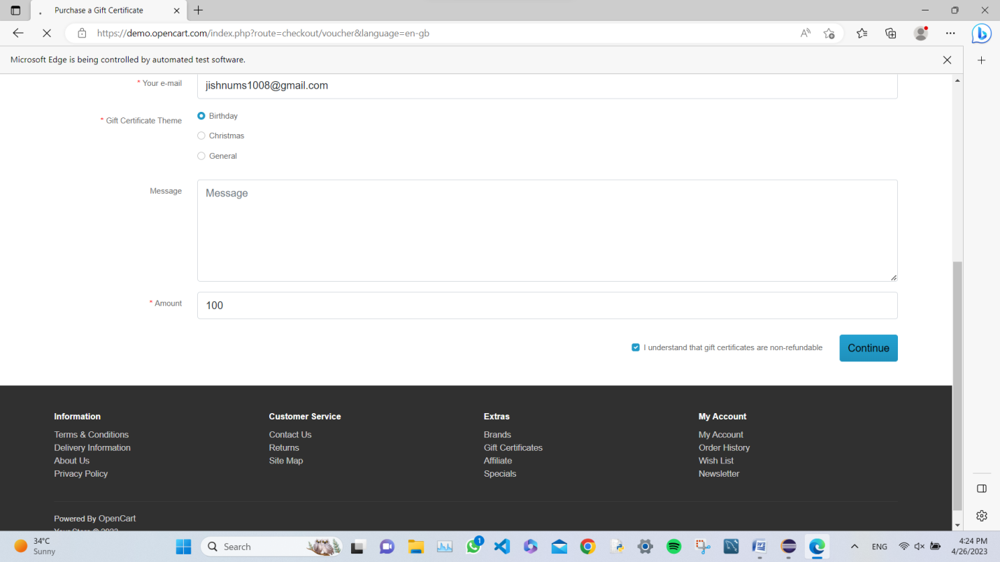 Purchase a Gift Certificate
https://demo.opencart.com/index.php?route=checkout/voucher&language=en-gb
Microsoft Edge is being controlled by automated test software.
* Your e-mail
jishnums1008@gmail.com
* Gift Certificate Theme
Birthday
Christmas
General
Message
Message
* Amount
100
I understand that gift certificates are non-refundable
Continue
Information
Customer Service
Extras
My Account
Terms & Conditions
Contact Us
Brands
My Account
Delivery Information
Returns
Gift Certificates
Order History
About Us
Site Map
Affiliate
Wish List
Privacy Policy
Specials
Newsletter
Powered By OpenCart
34°C
Sunny
Search
1
ENG
4:24 PM
4/26/2023